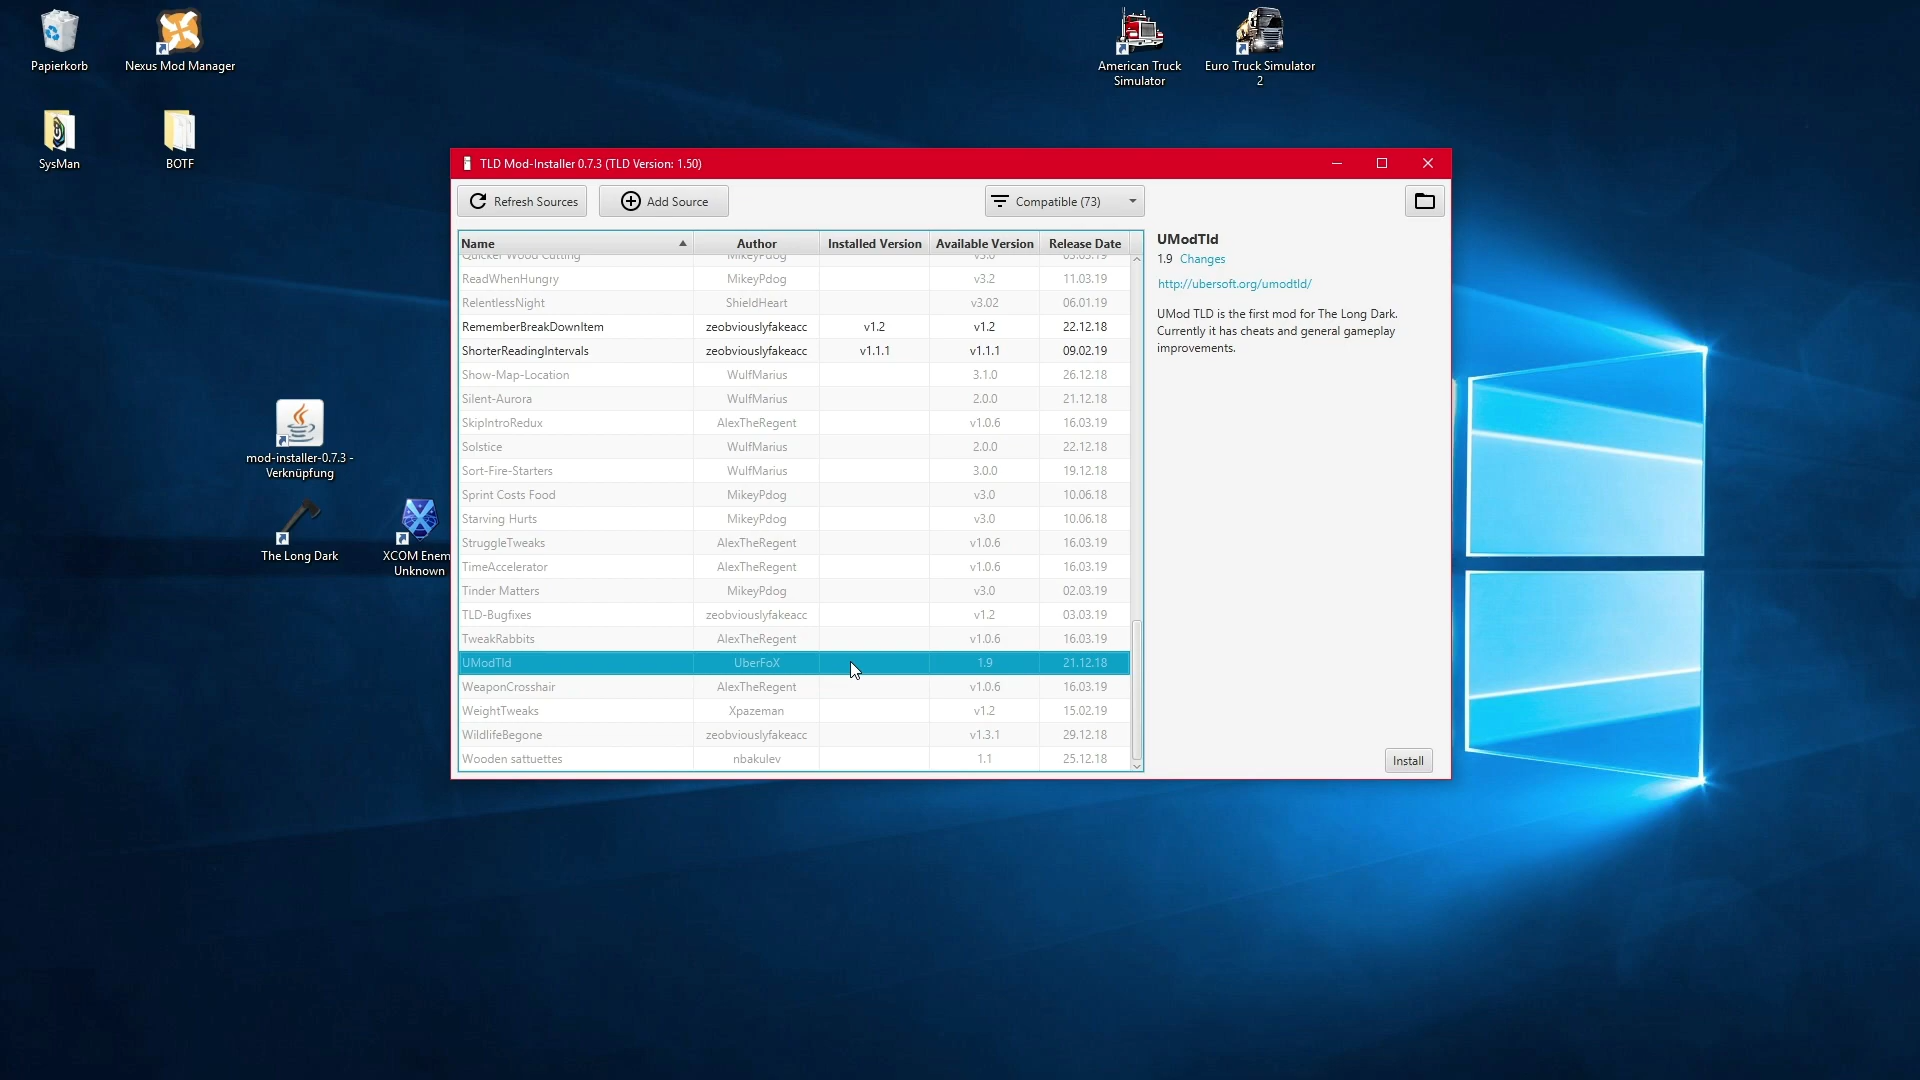 Papierkorb
Nexus Mod Manager
American Truck
Simulator
Euro Truck Simulator
2
SysMan
BOTF
mod-installer-0.7.3 -
Verknüpfung
The Long Dark
XCOM Enem
Unknown
TLD Mod-Installer 0.7.3 (TLD Version: 1.50)
Refresh Sources
Add Source
Compatible (73)
Name Author Installed Version Available Version Release Date
Quicker Wood Cutting MikeyPdog v3.0 03.03.19
ReadWhenHungry MikeyPdog v3.2 11.03.19
RelentlessNight ShieldHeart v3.02 06.01.19
RememberBreakDownItem zeobviouslyfakeacc v1.2 v1.2 22.12.18
ShorterReadingIntervals zeobviouslyfakeacc v1.1.1 v1.1.1 09.02.19
Show-Map-Location WulfMarius 3.1.0 26.12.18
Silent-Aurora WulfMarius 2.0.0 21.12.18
SkipIntroRedux AlexTheRegent v1.0.6 16.03.19
Solstice WulfMarius 2.0.0 22.12.18
Sort-Fire-Starters WulfMarius 3.0.0 19.12.18
Sprint Costs Food MikeyPdog v3.0 10.06.18
Starving Hurts MikeyPdog v3.0 10.06.18
StruggleTweaks AlexTheRegent v1.0.6 16.03.19
TimeAccelerator AlexTheRegent v1.0.6 16.03.19
Tinder Matters MikeyPdog v3.0 02.03.19
TLD-Bugfixes zeobviouslyfakeacc v1.2 03.03.19
TweakRabbits AlexTheRegent v1.0.6 16.03.19
UModTld UberFoX 1.9 21.12.18
WeaponCrosshair AlexTheRegent v1.0.6 16.03.19
WeightTweaks Xpazeman v1.2 15.02.19
WildlifeBegone zeobviouslyfakeacc v1.3.1 29.12.18
Wooden sattuettes nbakulev 1.1 25.12.18
UModTld
1.9 Changes
http://ubersoft.org/umodtld/
UMod TLD is the first mod for The Long Dark.
Currently it has cheats and general gameplay
improvements.
Install